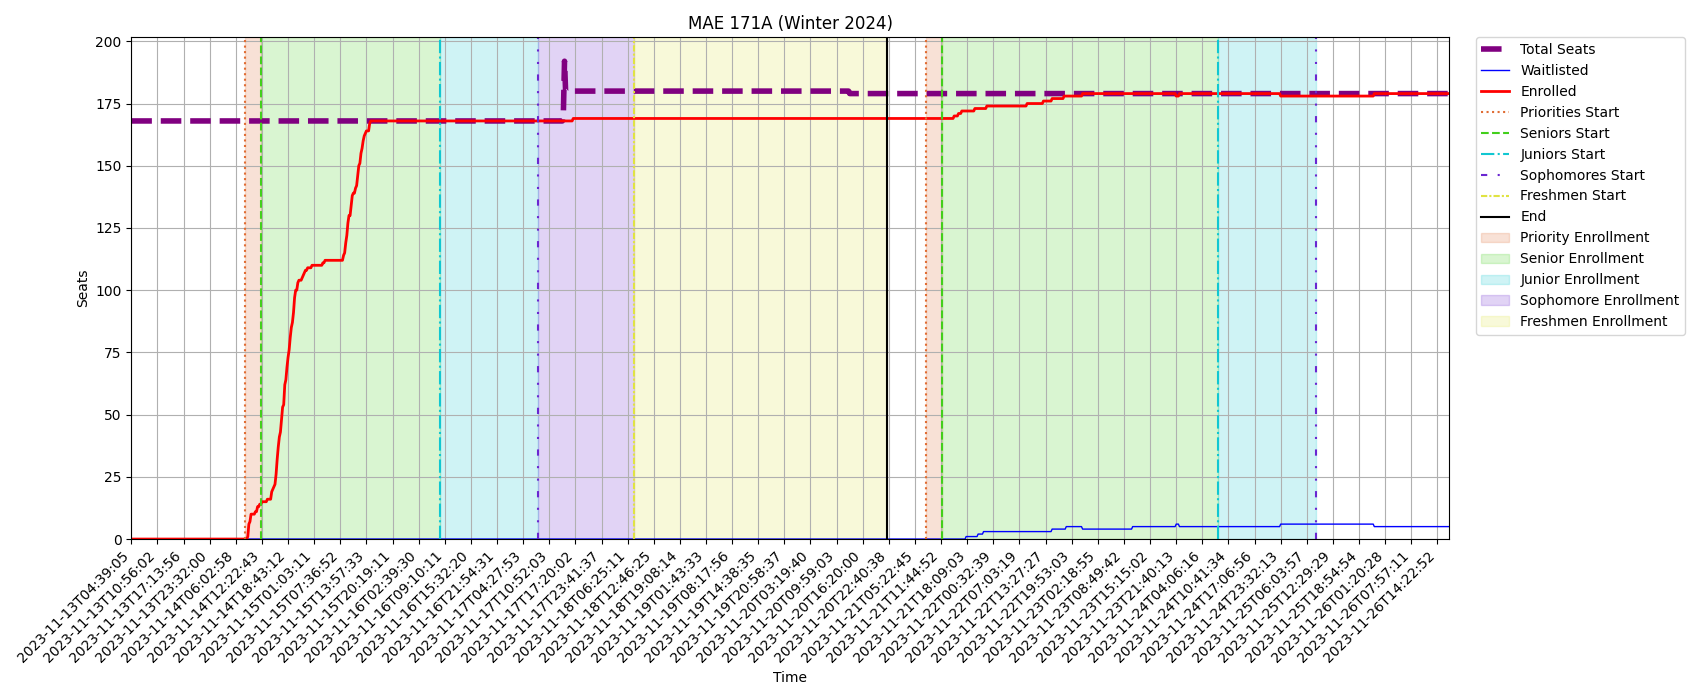 MAE 171A (Winter 2024)
200
175
150
125
100
75
50
25
0
Seats
2023-11-13T04:39:05
2023-11-13T10:56:02
2023-11-13T17:13:56
2023-11-13T23:32:00
2023-11-14T06:02:58
2023-11-14T12:22:43
2023-11-14T18:43:12
2023-11-15T01:03:11
2023-11-15T07:36:52
2023-11-15T13:57:33
2023-11-15T20:19:11
2023-11-16T02:39:30
2023-11-16T09:10:11
2023-11-16T15:32:20
2023-11-16T21:54:31
2023-11-17T04:27:53
2023-11-17T10:52:03
2023-11-17T17:20:02
2023-11-17T23:41:37
2023-11-18T06:25:11
2023-11-18T12:46:25
2023-11-18T19:08:14
2023-11-19T01:43:33
2023-11-19T08:17:56
2023-11-19T14:38:35
2023-11-19T20:58:37
2023-11-20T03:19:40
2023-11-20T09:59:03
2023-11-20T16:20:00
2023-11-20T22:40:38
2023-11-21T05:22:45
2023-11-21T11:44:52
2023-11-21T18:09:03
2023-11-22T00:32:39
2023-11-22T07:03:19
2023-11-22T13:27:27
2023-11-22T19:53:03
2023-11-23T02:18:55
2023-11-23T08:49:42
2023-11-23T15:15:02
2023-11-23T21:40:13
2023-11-24T04:06:16
2023-11-24T10:41:34
2023-11-24T17:06:56
2023-11-24T23:32:13
2023-11-25T06:03:57
2023-11-25T12:29:29
2023-11-25T18:54:54
2023-11-26T01:20:28
2023-11-26T07:57:11
2023-11-26T14:22:52
Time
Total Seats
Waitlisted
Enrolled
Priorities Start
Seniors Start
Juniors Start
Sophomores Start
Freshmen Start
End
Priority Enrollment
Senior Enrollment
Junior Enrollment
Sophomore Enrollment
Freshmen Enrollment